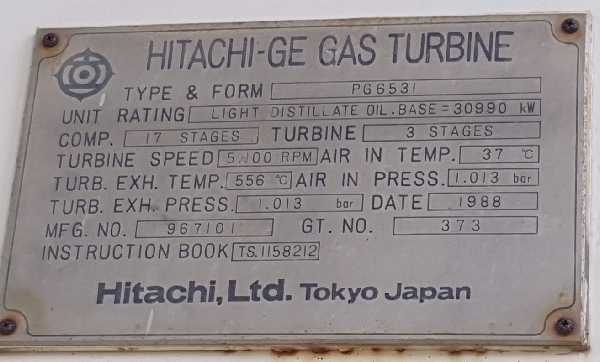 HITACHI-GE GAS TURBINE
TYPE & FORM PG6531
UNIT RATING LIGHT DISTILLATE OIL. BASE=30990 kW
COMP. 17 STAGES TURBINE 3 STAGES
TURBINE SPEED RPM AIR IN TEMP. 37 °C
TURB. EXH. TEMP. 556 °C AIR IN PRESS. 1.013 bar
TURB. EXH. PRESS. 1.013 bar DATE 1988
MFG. NO. 967101 GT. NO. 373
INSTRUCTION BOOK TS.1158212
Hitachi, Ltd. Tokyo Japan